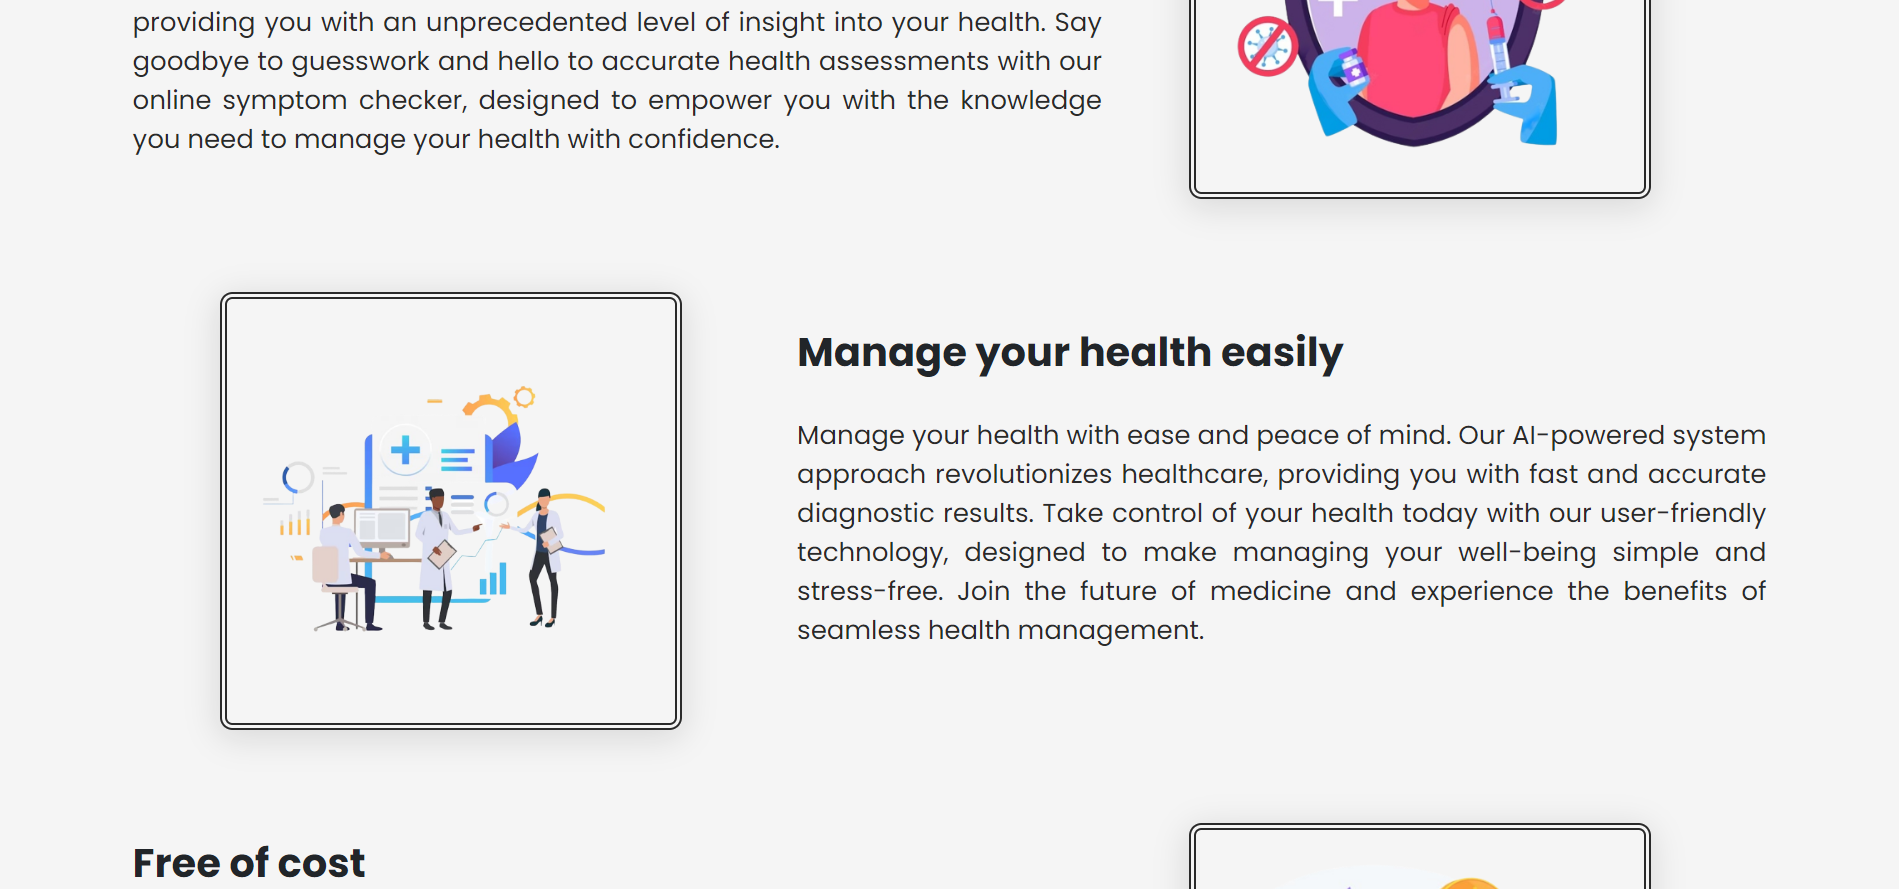 providing you with an unprecedented level of insight into your health. Say
goodbye to guesswork and hello to accurate health assessments with our
online symptom checker, designed to empower you with the knowledge
you need to manage your health with confidence.
Manage your health easily
Manage your health with ease and peace of mind. Our AI-powered system
approach revolutionizes healthcare, providing you with fast and accurate
diagnostic results. Take control of your health today with our user-friendly
technology, designed to make managing your well-being simple and
stress-free. Join the future of medicine and experience the benefits of
seamless health management.
Free of cost